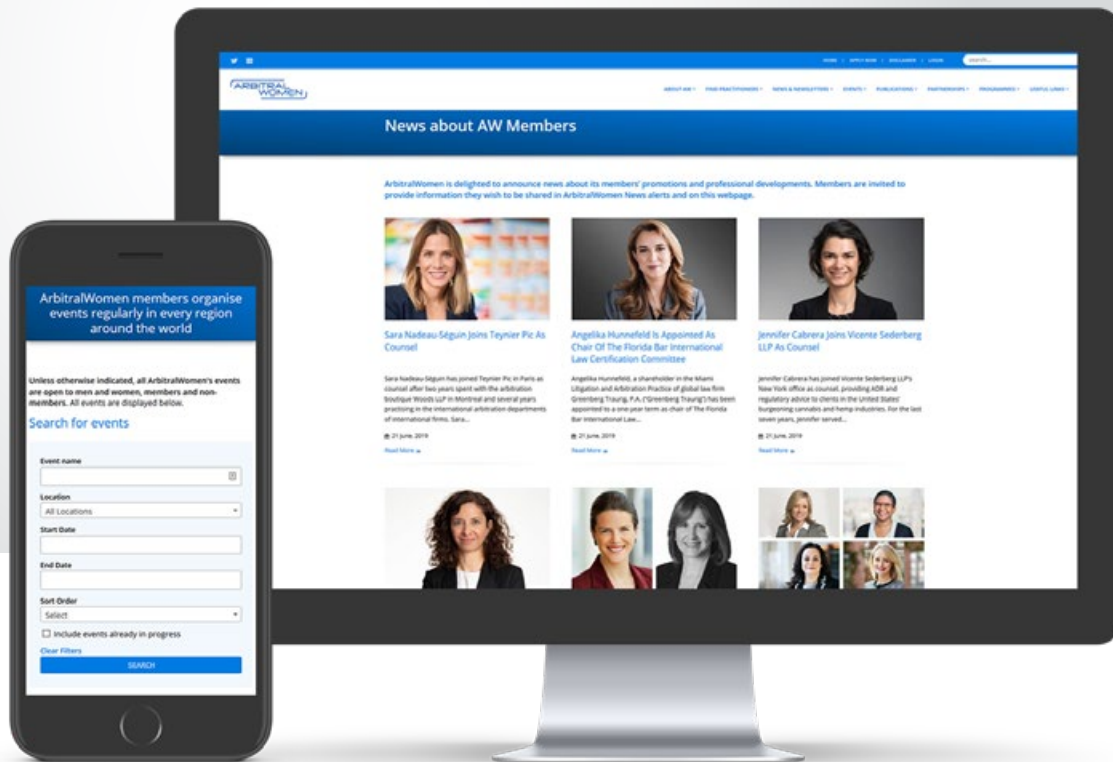 HOME | APPLY NOW | DISCLAIMER | LOGIN
search...
ARBITRAL
WOMEN
ABOUT AW
FIND PRACTITIONERS
NEWS & NEWSLETTERS
EVENTS
PUBLICATIONS
PARTNERSHIPS
PROGRAMMES
USEFUL LINKS
News about AW Members
ArbitralWomen is delighted to announce news about its members' promotions and professional developments. Members are invited to
provide information they wish to be shared in ArbitralWomen News alerts and on this webpage.
Sara Nadeau-Séguin Joins Teynier Pic As
Counsel
Sara Nadeau-Séguin has joined Teynier Pic in Paris as
counsel after two years spent with the arbitration
boutique Woods LLP in Montreal and several years
practising in the international arbitration departments
of international firms. Sara...
21 June, 2019
Read More
Angelika Hunnefeld Is Appointed As
Chair Of The Florida Bar International
Law Certification Committee
Angelika Hunnefeld, a shareholder in the Miami
Litigation and Arbitration Practice of global law firm
Greenberg Traurig, P.A. ("Greenberg Traurig") has been
appointed to a one-year term as chair of The Florida
Bar International Law...
21 June, 2019
Read More
Jennifer Cabrera Joins Vicente Sederberg
LLP As Counsel
Jennifer Cabrera has joined Vicente Sederberg LLP's
New York office as counsel, providing ADR and
regulatory advice to clients in the United States'
burgeoning cannabis and hemp industries. For the last
seven years, Jennifer served...
21 June, 2019
Read More
ArbitralWomen members organise
events regularly in every region
around the world
Unless otherwise indicated, all ArbitralWomen's events
are open to men and women, members and non-
members. All events are displayed below.
Search for events
Event name
Location
All Locations
Start Date
End Date
Sort Order
Select
Include events already in progress
Clear Filters
SEARCH